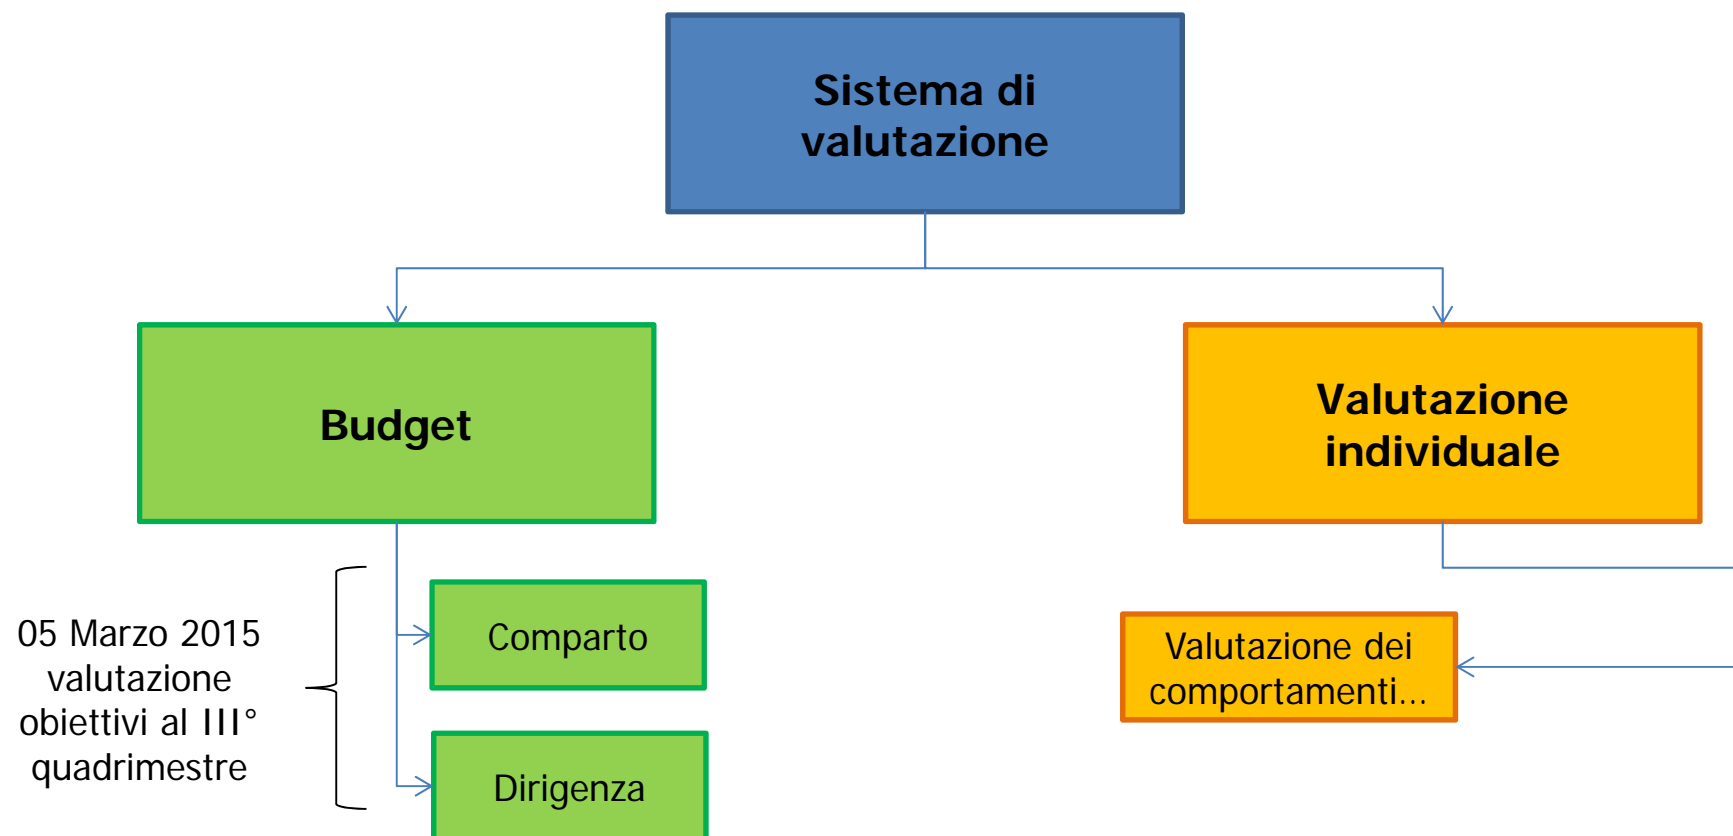 Sistema di
valutazione
Budget
Valutazione
individuale
05 Marzo 2015
valutazione
obiettivi al III°
quadrimestre
Comparto
Dirigenza
Valutazione dei
comportamenti...